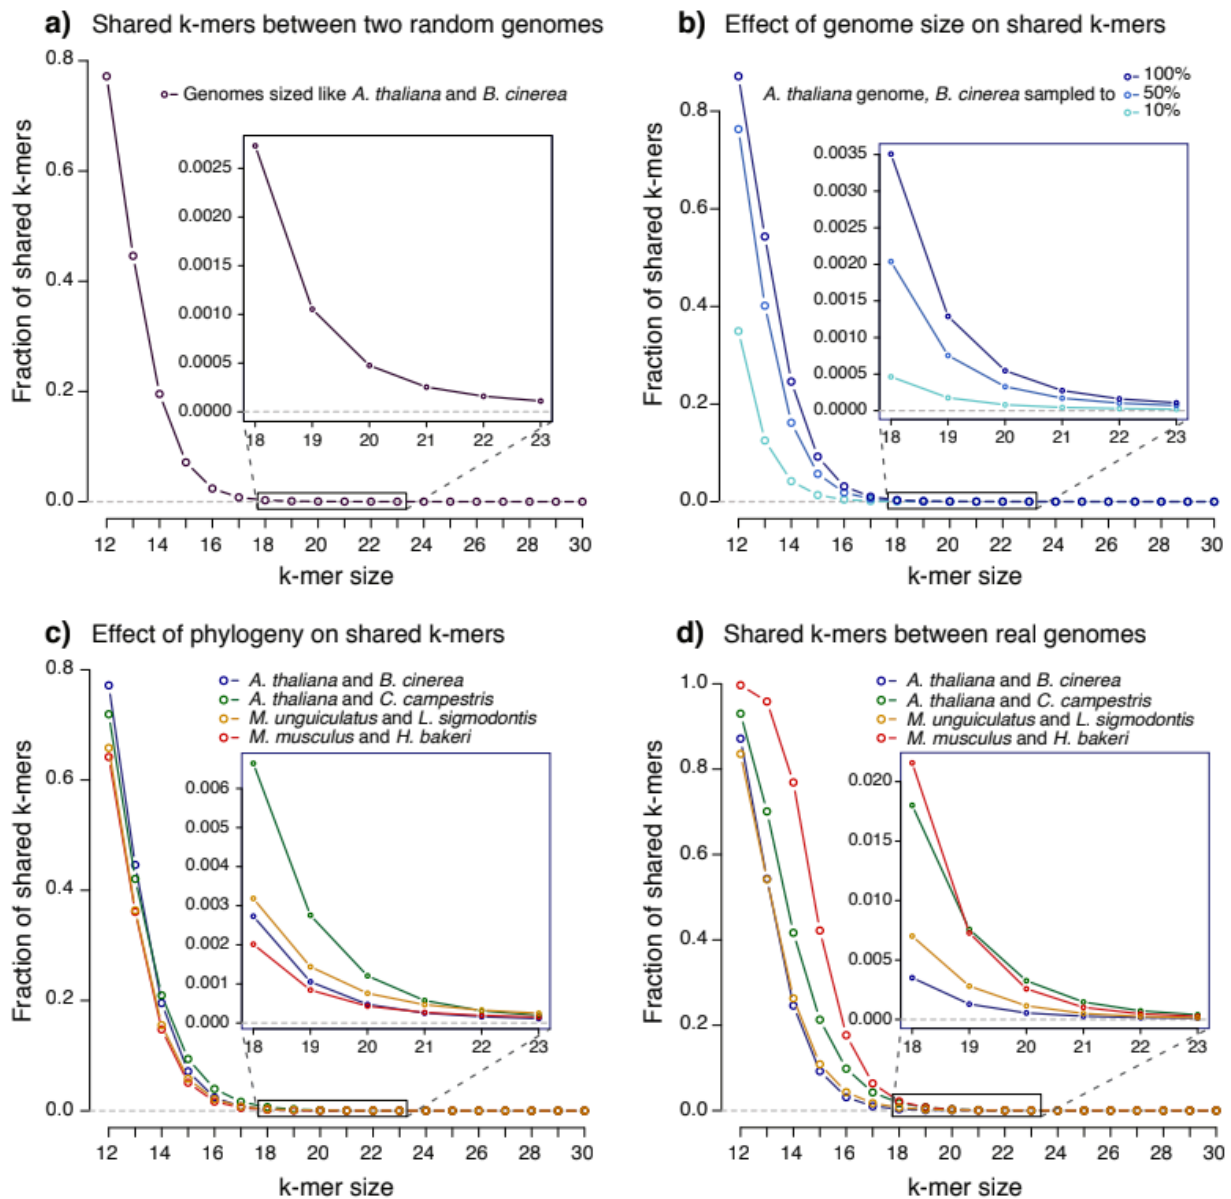 a) Shared k-mers between two random genomes
Fraction of shared k-mers
0.8
0.6
0.4
0.2
0.0
Genomes sized like A. thaliana and B. cinerea
0.0025
0.0020
0.0015
0.0010
0.0005
0.0000
18 19 20 21 22 23
12 14 16 18 20 22 24 26 28 30
k-mer size
b) Effect of genome size on shared k-mers
Fraction of shared k-mers
0.8
0.6
0.4
0.2
0.0
A. thaliana genome, B. cinerea sampled to
100%
50%
10%
0.0035
0.0030
0.0025
0.0020
0.0015
0.0010
0.0005
0.0000
18 19 20 21 22 23
12 14 16 18 20 22 24 26 28 30
k-mer size
c) Effect of phylogeny on shared k-mers
Fraction of shared k-mers
0.8
0.6
0.4
0.2
0.0
A. thaliana and B. cinerea
A. thaliana and C. campestris
M. unguiculatus and L. sigmodontis
M. musculus and H. bakeri
0.006
0.005
0.004
0.003
0.002
0.001
0.000
18 19 20 21 22 23
12 14 16 18 20 22 24 26 28 30
k-mer size
d) Shared k-mers between real genomes
Fraction of shared k-mers
1.0
0.8
0.6
0.4
0.2
0.0
A. thaliana and B. cinerea
A. thaliana and C. campestris
M. unguiculatus and L. sigmodontis
M. musculus and H. bakeri
0.020
0.015
0.010
0.005
0.000
18 19 20 21 22 23
12 14 16 18 20 22 24 26 28 30
k-mer size